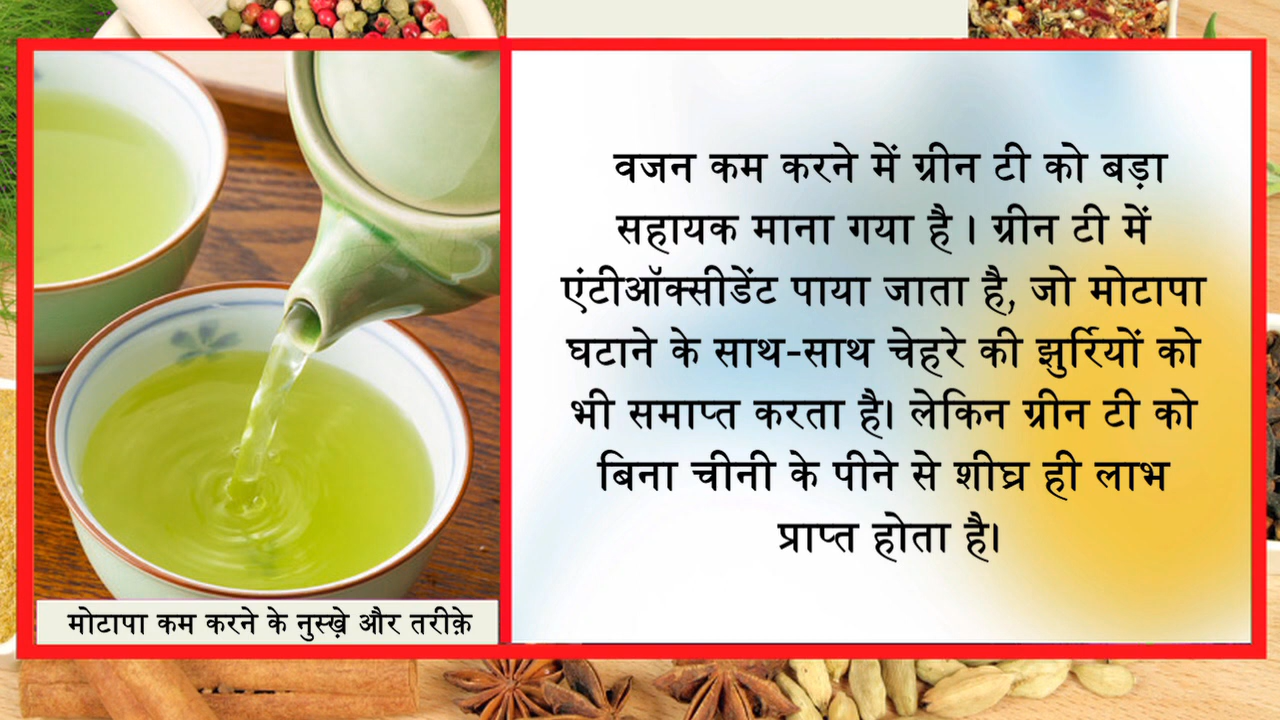 वजन कम करने में ग्रीन टी को बड़ा
सहायक माना गया है । ग्रीन टी में
एंटीऑक्सीडेंट पाया जाता है, जो मोटापा
घटाने के साथ-साथ चेहरे की झुर्रियों को
भी समाप्त करता है। लेकिन ग्रीन टी को
बिना चीनी के पीने से शीघ्र ही लाभ
प्राप्त होता है।
मोटापा कम करने के नुस्ख़े और तरीक़े